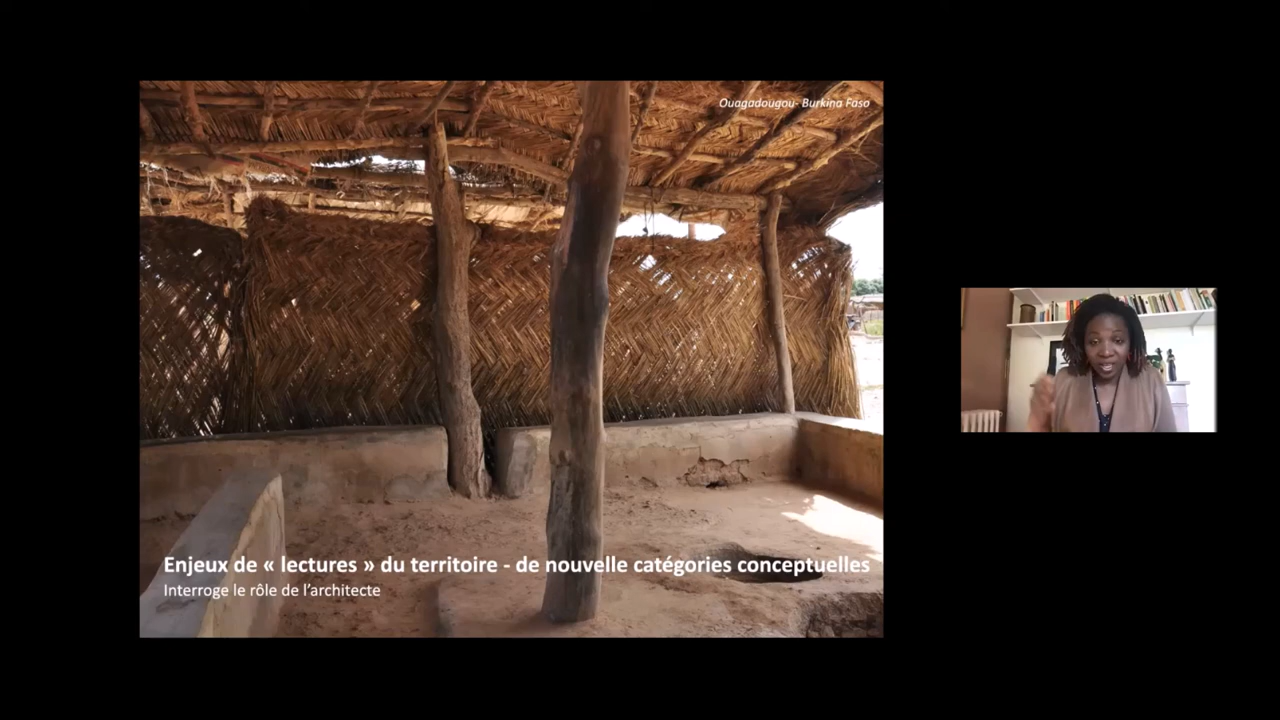 Ouagadougou- Burkina Faso
Enjeux de « lectures » du territoire - de nouvelle catégories conceptuelles
Interroge le rôle de l’architecte